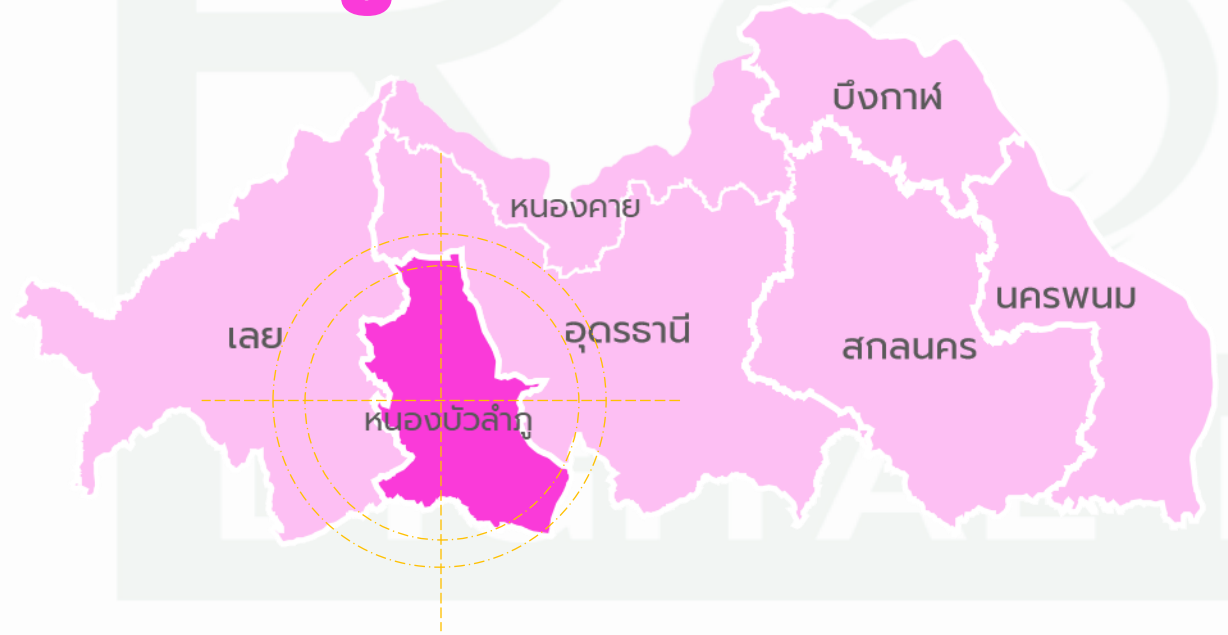 บึงกาฬ
หนองคาย
นครพนม
เลย
อุดรธานี
สกลนคร
หนองบัวลำภู